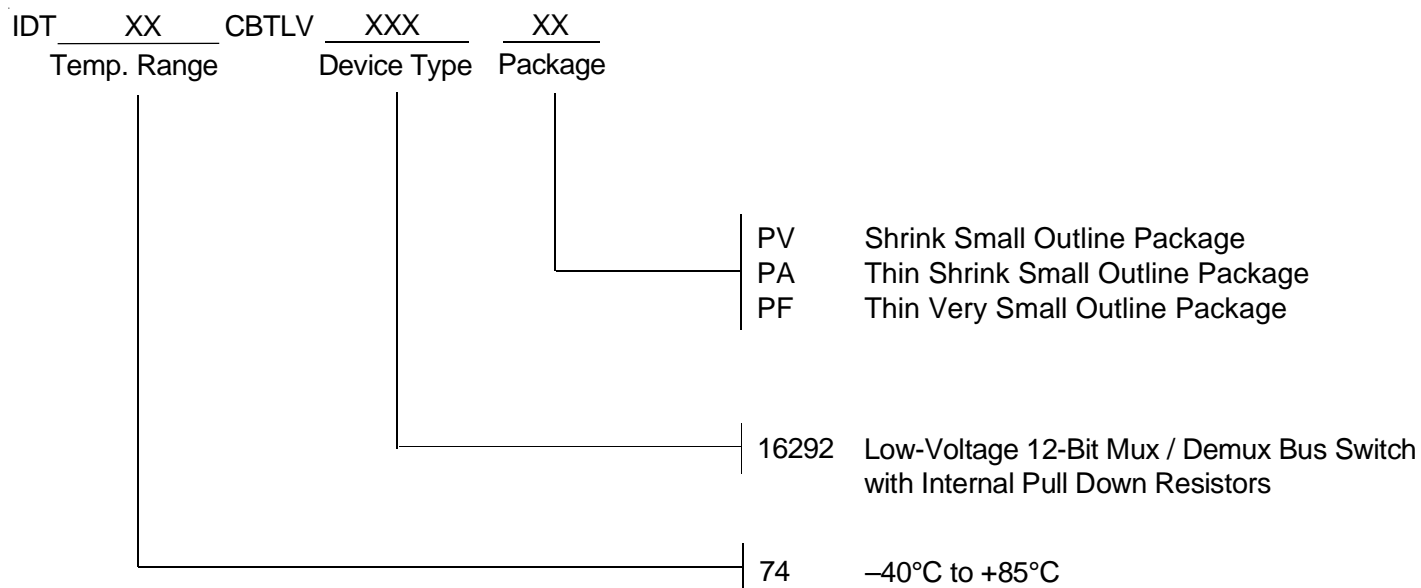 IDT XX CBTLV XXX XX
Temp. Range Device Type Package
PV Shrink Small Outline Package
PA Thin Shrink Small Outline Package
PF Thin Very Small Outline Package
16292 Low-Voltage 12-Bit Mux / Demux Bus Switch
with Internal Pull Down Resistors
74 –40°C to +85°C